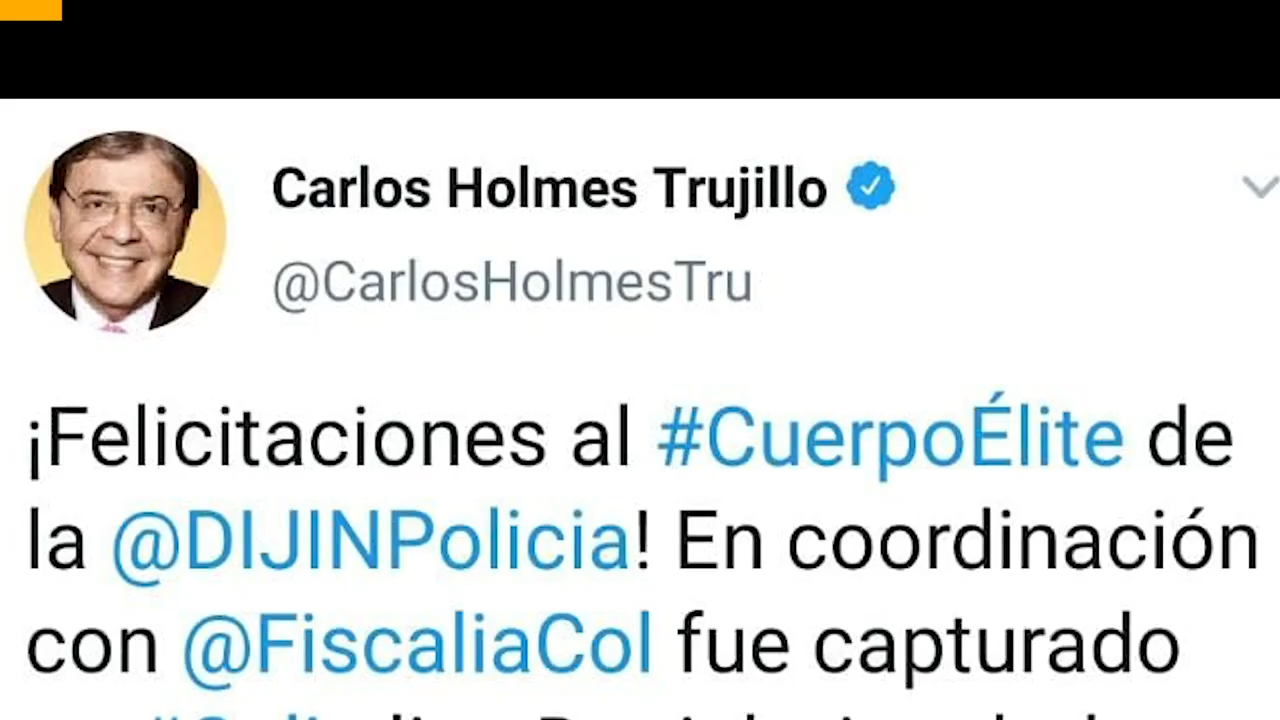 Carlos Holmes Trujillo
@CarlosHolmesTru
¡Felicitaciones al #CuerpoÉlite de
la @DIJINPolicia! En coordinación
con @FiscaliaCol fue capturado